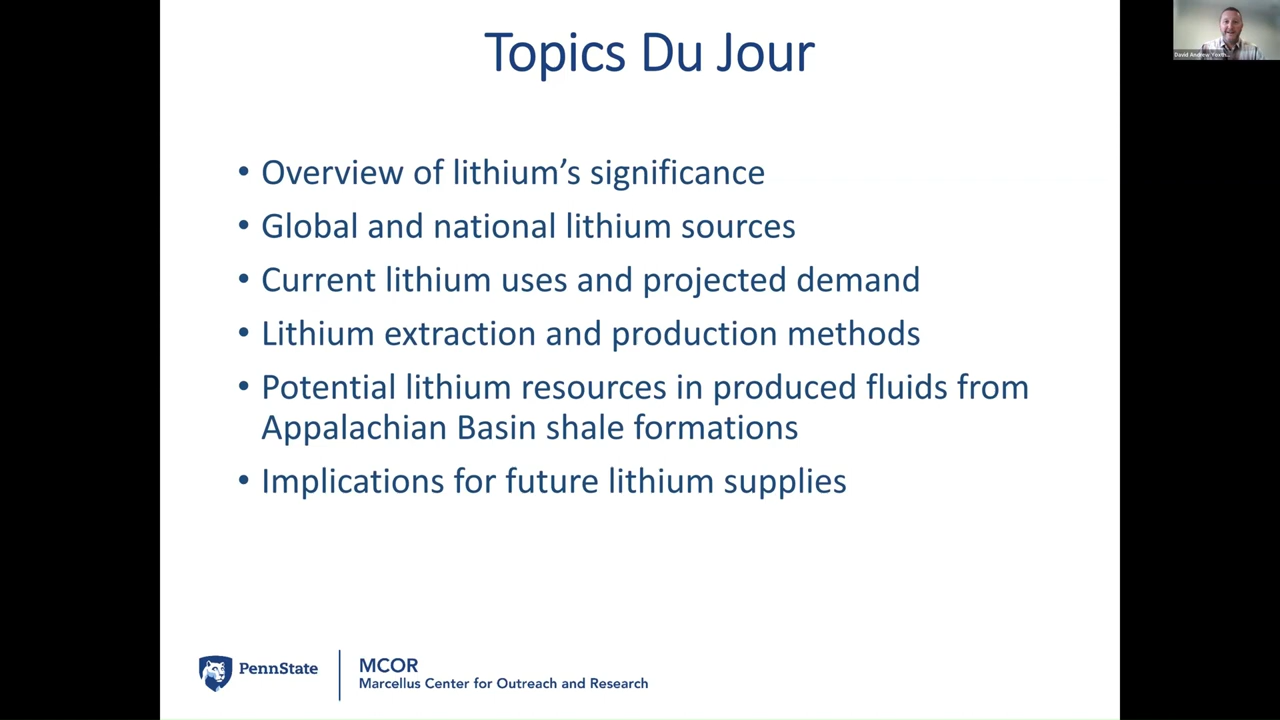 Topics Du Jour
• Overview of lithium’s significance
• Global and national lithium sources
• Current lithium uses and projected demand
• Lithium extraction and production methods
• Potential lithium resources in produced fluids from
Appalachian Basin shale formations
• Implications for future lithium supplies
PennState
MCOR
Marcellus Center for Outreach and Research
David Andrew